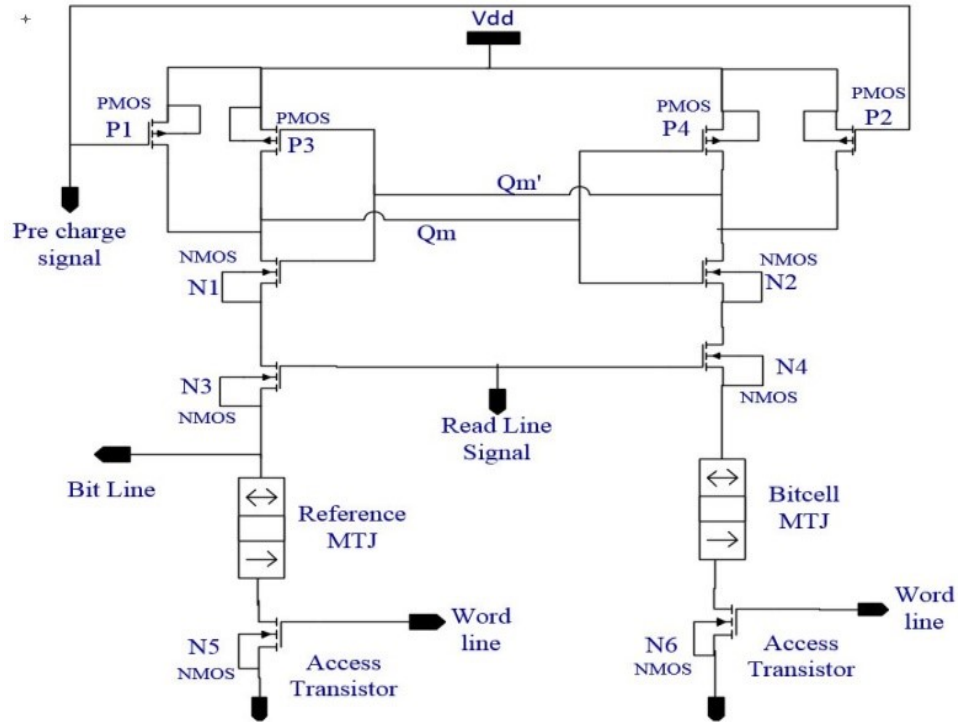 Vdd
PMOS
P1
PMOS
P3
PMOS
P4
P2
Qm'
Qm
Pre charge
signal
NMOS
N1
NMOS
N2
N3
NMOS
N4
NMOS
Read Line
Signal
Bit Line
Reference
MTJ
Bitcell
MTJ
Word
line
Word
line
N5
NMOS
Access
Transistor
N6
NMOS
Access
Transistor